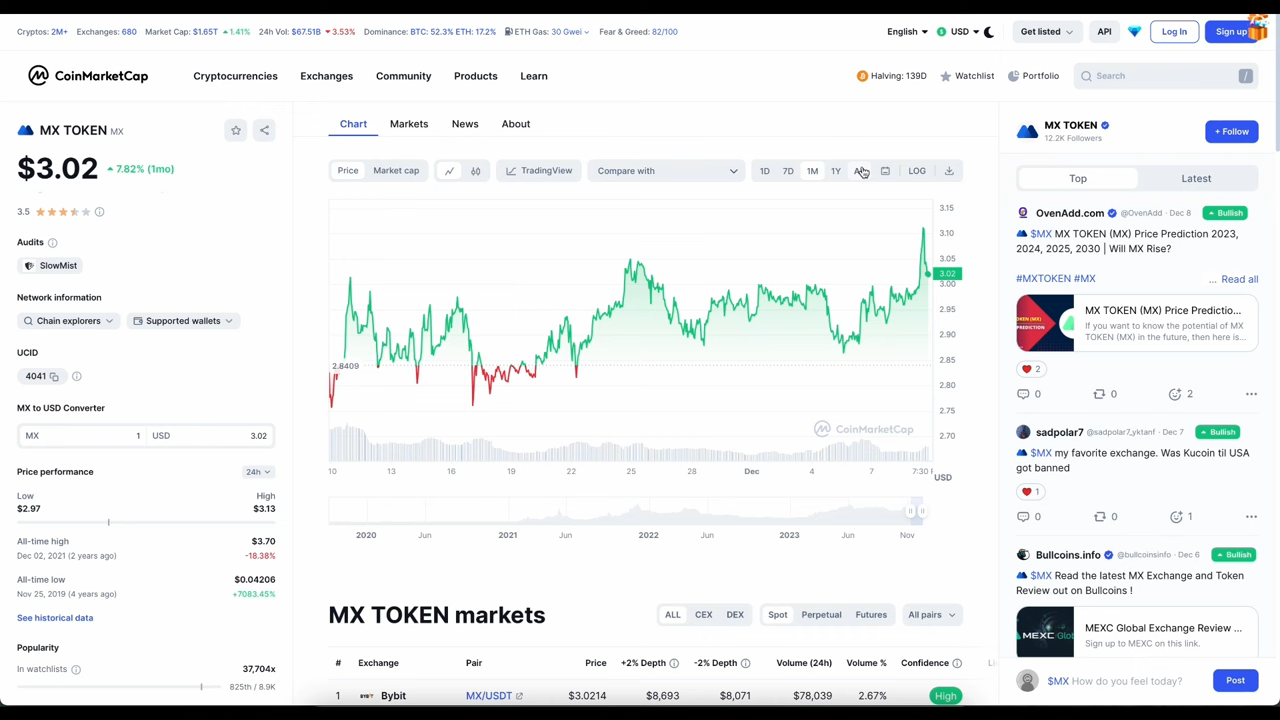 Cryptos: 2M+ Exchanges: 680 Market Cap: $1.65T 1.41% 24h Vol: $67.51B 3.53% Dominance: BTC: 52.3% ETH: 17.2% ETH Gas: 30 Gwei Fear & Greed: 82/100 English USD Get listed API Log In Sign up
CoinMarketCap Cryptocurrencies Exchanges Community Products Learn Halving: 139D Watchlist Portfolio Search /
MX TOKEN MX
$3.02 7.82% (1mo)
3.5
Audits
SlowMist
Network information
Chain explorers Supported wallets
UCID
4041
MX to USD Converter
MX 1 USD 3.02
Price performance 24h
Low High
$2.97 $3.13
All-time high $3.70
Dec 02, 2021 (2 years ago) -18.38%
All-time low $0.04206
Nov 25, 2019 (4 years ago) +7083.45%
See historical data
Popularity
In watchlists 37,704x
825th / 8.9K
Chart Markets News About
Price Market cap TradingView Compare with 1D 7D 1M 1Y LOG
3.15
3.10
3.05
3.02
3.00
2.95
2.90
2.85
2.8409
2.80
2.75
2.70
CoinMarketCap
10 13 16 19 22 25 28 Dec 4 7 7:30
USD
2020 Jun 2021 Jun 2022 Jun 2023 Jun Nov
MX TOKEN markets ALL CEX DEX Spot Perpetual Futures All pairs
# Exchange Pair Price +2% Depth -2% Depth Volume (24h) Volume % Confidence
1 Bybit MX/USDT $3.0214 $8,693 $8,071 $78,039 2.67% High
MX TOKEN
12.2K Followers
+ Follow
Top Latest
OvenAdd.com @OvenAdd · Dec 8 Bullish
$MX MX TOKEN (MX) Price Prediction 2023,
2024, 2025, 2030 | Will MX Rise?
#MXTOKEN #MX ... Read all
MX TOKEN (MX) Price Predictio...
If you want to know the potential of MX
TOKEN (MX) in the future, then here is...
2
0 0 2
sadpolar7 @sadpolar7_yktanf · Dec 7 Bullish
$MX my favorite exchange. Was Kucoin til USA
got banned
1
0 0 1
Bullcoins.info @bullcoinsinfo · Dec 6 Bullish
$MX Read the latest MX Exchange and Token
Review out on Bullcoins !
MEXC Glob
MEXC Global Exchange Review ...
Sign up to MEXC on this link.
$MX How do you feel today? Post